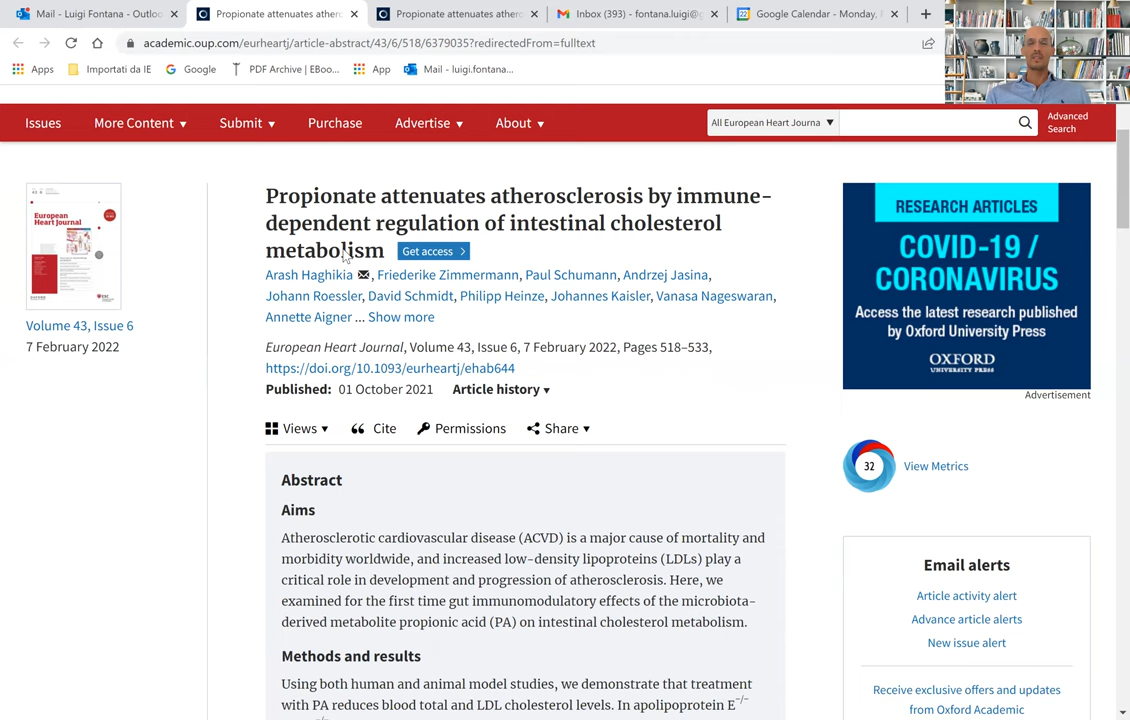 Mail - Luigi Fontana - Outloo
Propionate attenuates ather
Propionate attenuates ather
Inbox (393) - fontana.luigi@g
Google Calendar - Monday,
academic.oup.com/eurheartj/article-abstract/43/6/518/6379035?redirectedFrom=fulltext
Apps
Importati da IE
Google
PDF Archive | EBoo...
App
Mail - luigi.fontana...
Issues
More Content
Submit
Purchase
Advertise
About
All European Heart Journa
Advanced
Search
European
Heart Journal
Volume 43, Issue 6
7 February 2022
Propionate attenuates atherosclerosis by immune-
dependent regulation of intestinal cholesterol
metabolism Get access
Arash Haghikia, Friederike Zimmermann, Paul Schumann, Andrzej Jasina,
Johann Roessler, David Schmidt, Philipp Heinze, Johannes Kaisler, Vanasa Nageswaran,
Annette Aigner ... Show more
European Heart Journal, Volume 43, Issue 6, 7 February 2022, Pages 518–533,
https://doi.org/10.1093/eurheartj/ehab644
Published: 01 October 2021 Article history
Views
Cite
Permissions
Share
Abstract
Aims
Atherosclerotic cardiovascular disease (ACVD) is a major cause of mortality and
morbidity worldwide, and increased low-density lipoproteins (LDLs) play a
critical role in development and progression of atherosclerosis. Here, we
examined for the first time gut immunomodulatory effects of the microbiota-
derived metabolite propionic acid (PA) on intestinal cholesterol metabolism.
Methods and results
Using both human and animal model studies, we demonstrate that treatment
with PA reduces blood total and LDL cholesterol levels. In apolipoprotein E−/−
RESEARCH ARTICLES
COVID-19 /
CORONAVIRUS
Access the latest research published
by Oxford University Press
OXFORD
UNIVERSITY PRESS
Advertisement
32
View Metrics
Email alerts
Article activity alert
Advance article alerts
New issue alert
Receive exclusive offers and updates
from Oxford Academic